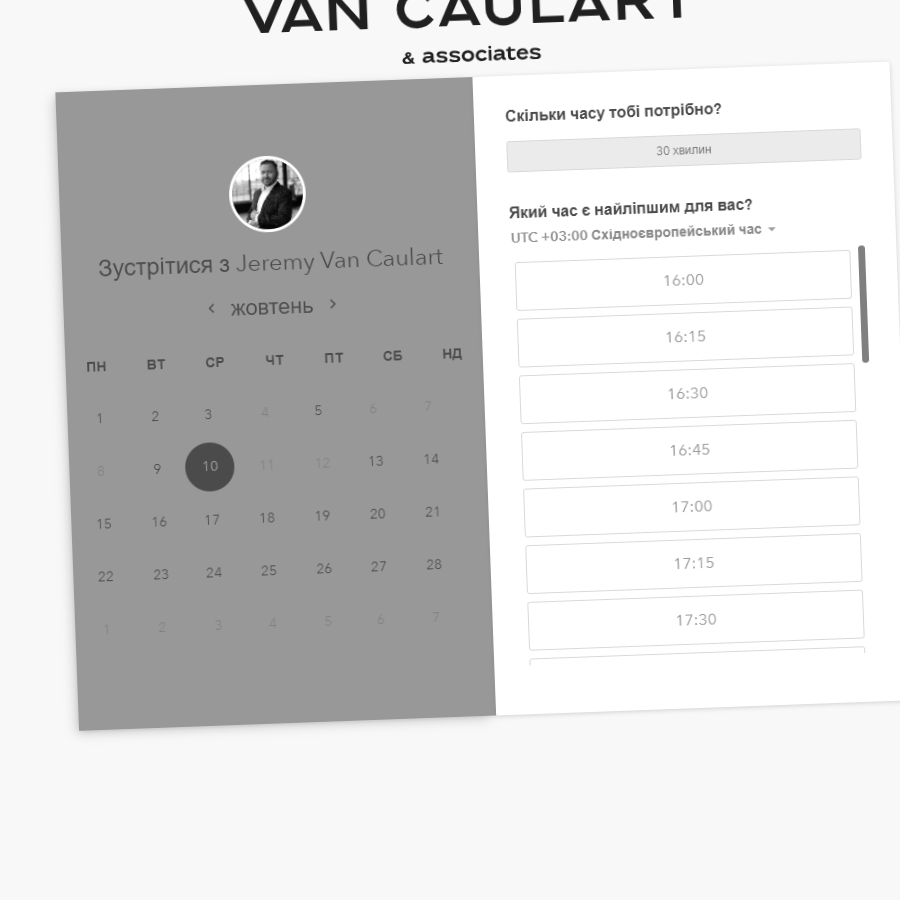 VAN CAULART
& associates
Зустрітися з Jeremy Van Caulart
жовтень
ПН ВТ СР ЧТ ПТ СБ НД
1 2 3 4 5 6 7
8 9 10 11 12 13 14
15 16 17 18 19 20 21
22 23 24 25 26 27 28
1 2 3 4 5 6 7
Скільки часу тобі потрібно?
30 хвилин
Який час є найліпшим для вас?
UTC +03:00 Східноєвропейський час
16:00
16:15
16:30
16:45
17:00
17:15
17:30